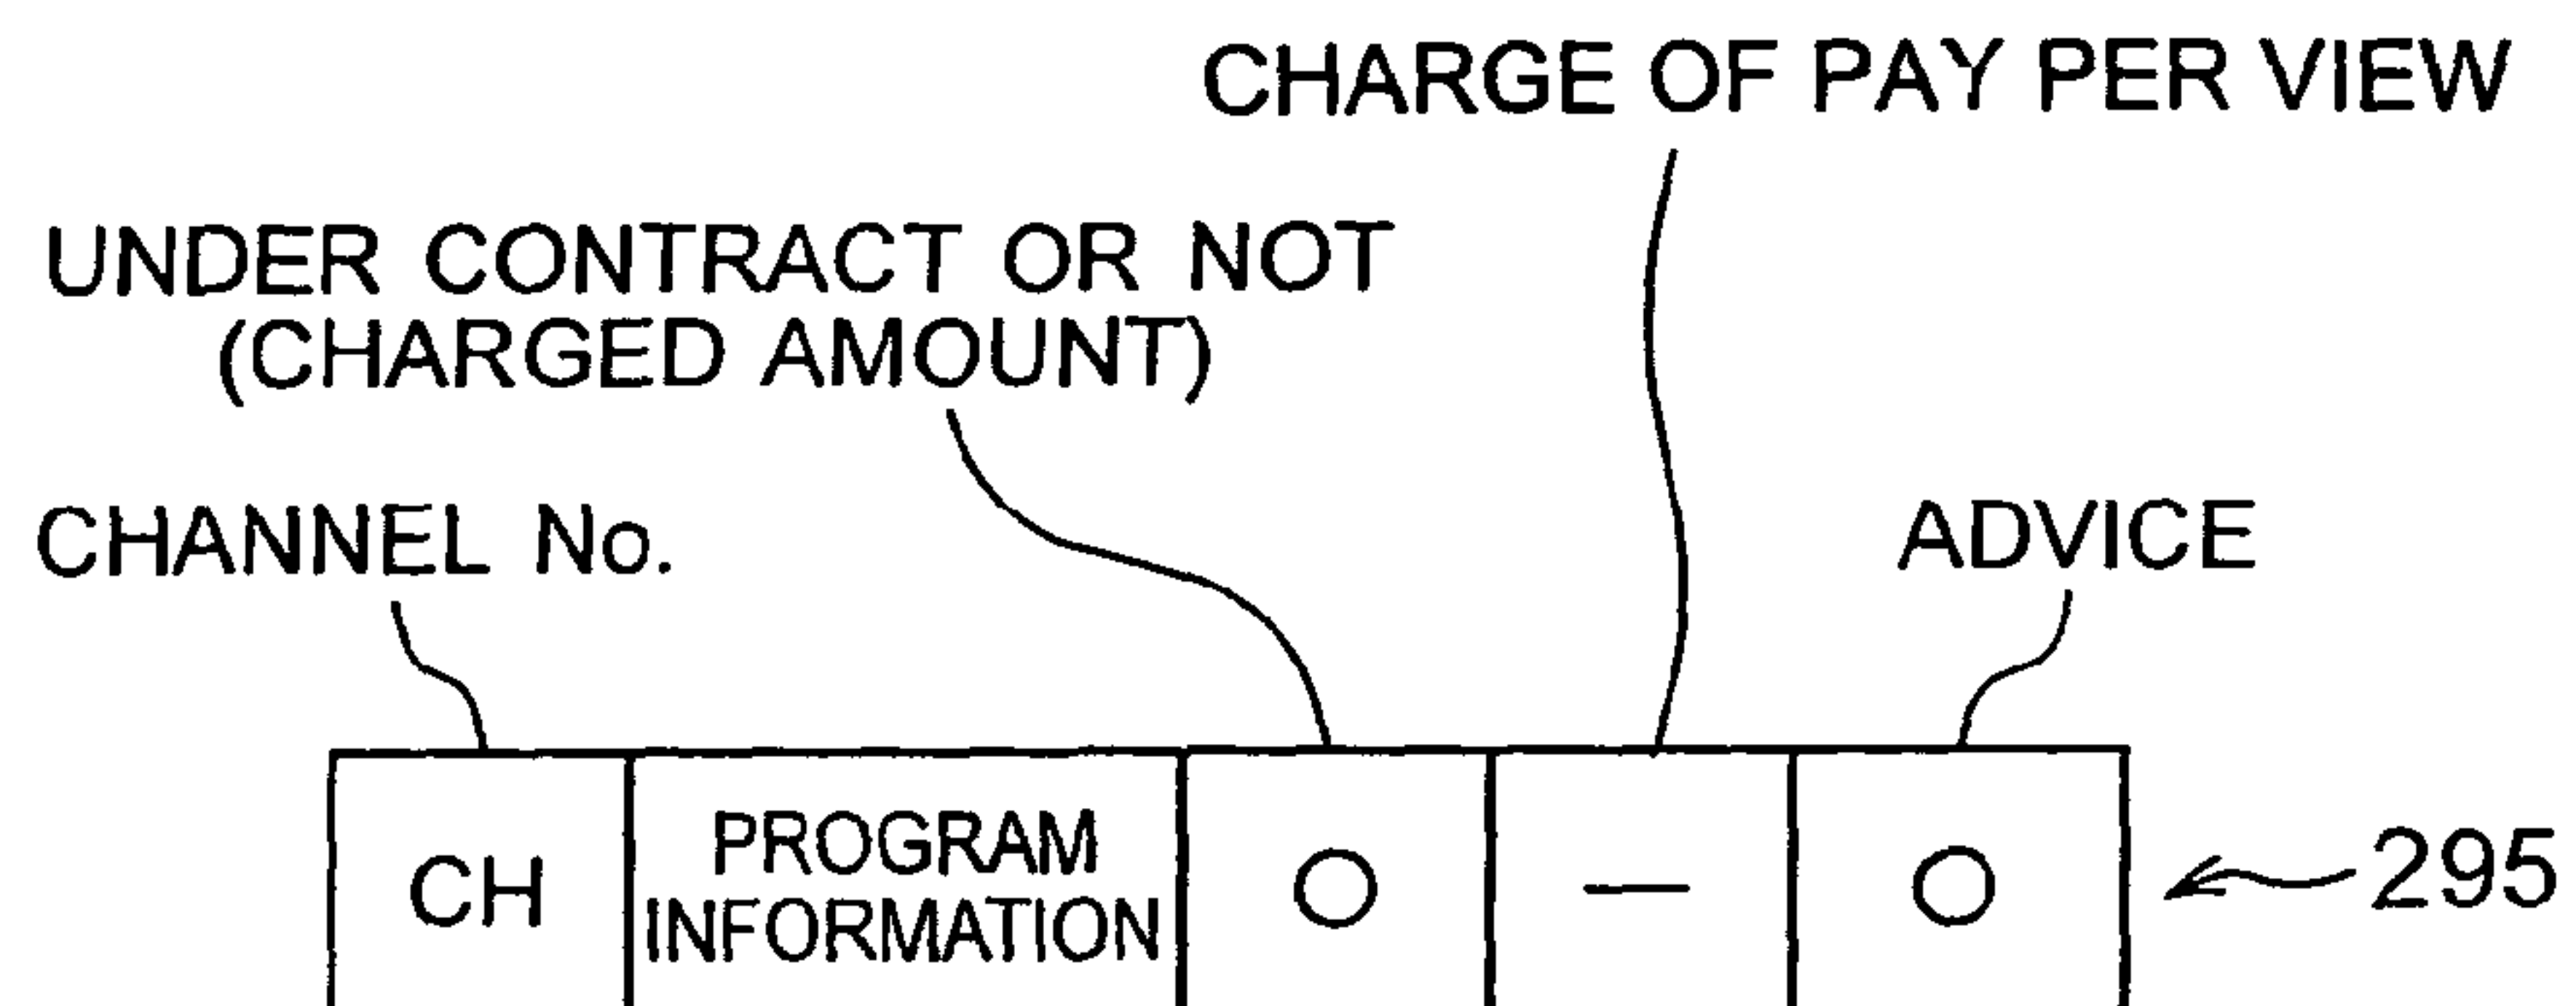 CHARGE OF PAY PER VIEW
UNDER CONTRACT OR NOT
(CHARGED AMOUNT)
CHANNEL No.
ADVICE
CH
PROGRAM
INFORMATION
○
—
○
295